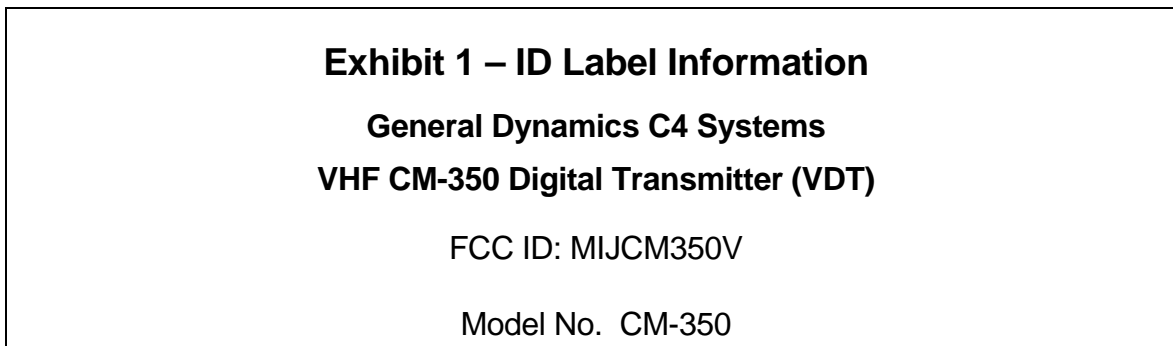 Exhibit 1 – ID Label Information
General Dynamics C4 Systems
VHF CM-350 Digital Transmitter (VDT)
FCC ID: MIJCM350V
Model No. CM-350